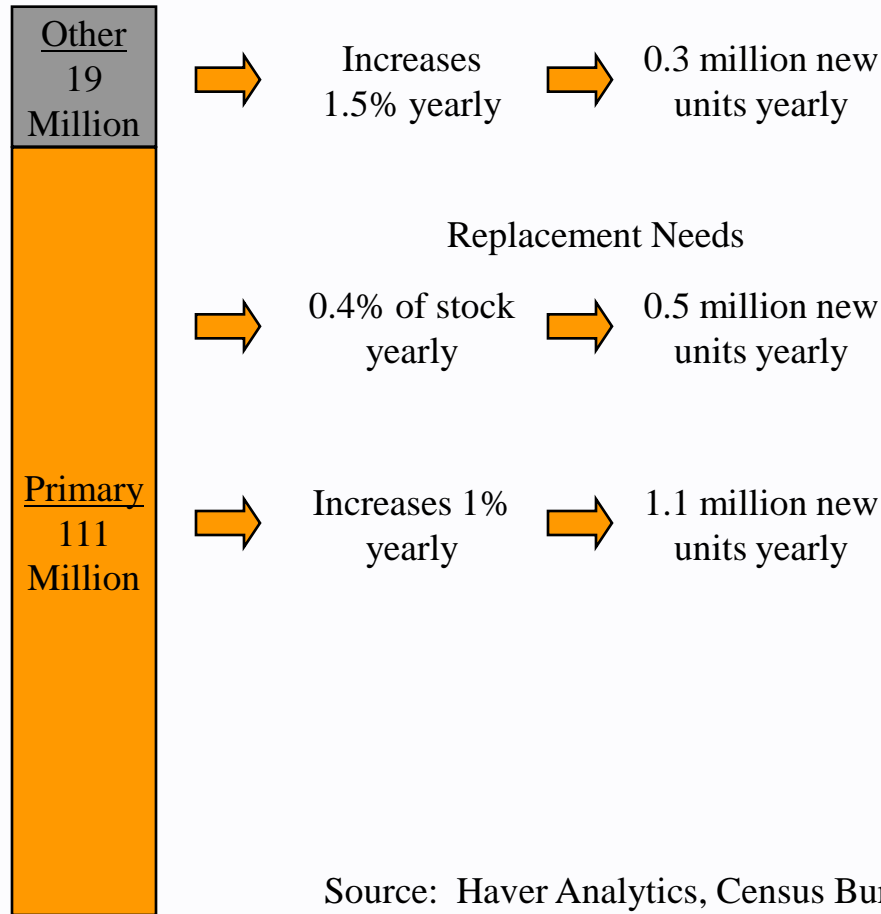 Other
19
Million
Increases
1.5% yearly
0.3 million new
units yearly
Replacement Needs
0.4% of stock
yearly
0.5 million new
units yearly
Primary
111
Million
Increases 1%
yearly
1.1 million new
units yearly
Source: Haver Analytics, Census